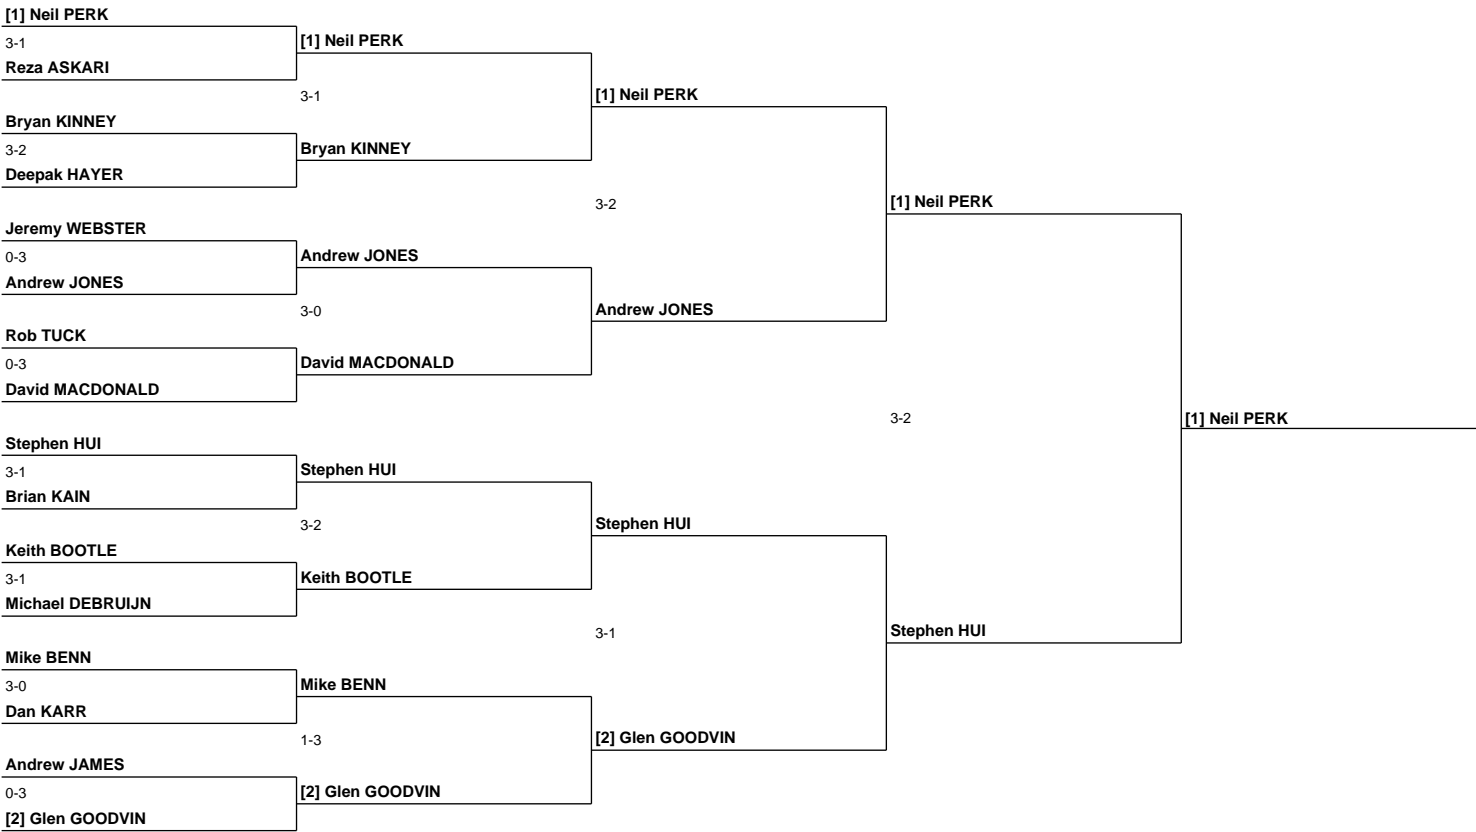 [1] Neil PERK
3-1
Reza ASKARI
Bryan KINNEY
3-2
Deepak HAYER
Jeremy WEBSTER
0-3
Andrew JONES
Rob TUCK
0-3
David MACDONALD
Stephen HUI
3-1
Brian KAIN
Keith BOOTLE
3-1
Michael DEBRUIJN
Mike BENN
3-0
Dan KARR
Andrew JAMES
0-3
[2] Glen GOODVIN
[1] Neil PERK
3-1
Bryan KINNEY
Andrew JONES
3-0
David MACDONALD
Stephen HUI
3-2
Keith BOOTLE
Mike BENN
1-3
[2] Glen GOODVIN
[1] Neil PERK
3-2
Andrew JONES
Stephen HUI
3-1
[2] Glen GOODVIN
[1] Neil PERK
3-2
Stephen HUI
[1] Neil PERK